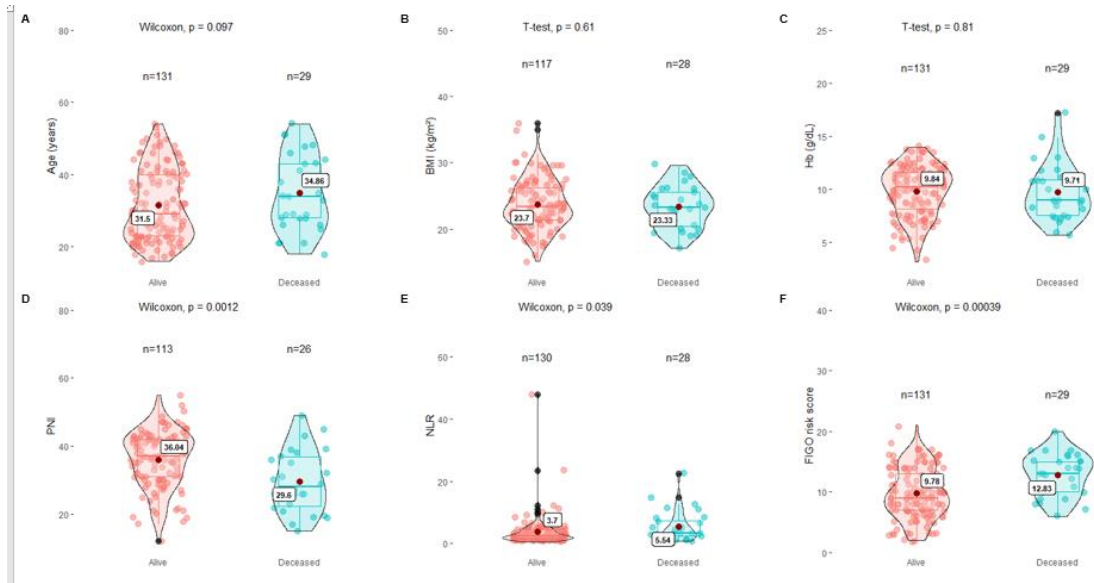 A
Wilcoxon, p = 0.097
n=131
n=29
80
60
40
20
Age (years)
31.5
34.86
Alive
Deceased
B
T-test, p = 0.61
n=117
n=28
50
40
30
20
BMI (kg/m²)
23.7
23.33
Alive
Deceased
C
T-test, p = 0.81
n=131
n=29
25
20
15
10
5
Hb (g/dL)
9.84
9.71
Alive
Deceased
D
Wilcoxon, p = 0.0012
n=113
n=26
80
60
40
20
PNI
36.04
29.6
Alive
Deceased
E
Wilcoxon, p = 0.039
n=130
n=28
60
40
20
0
NLR
3.7
5.54
Alive
Deceased
F
Wilcoxon, p = 0.00039
n=131
n=29
40
30
20
10
0
FIGO risk score
9.78
12.83
Alive
Deceased